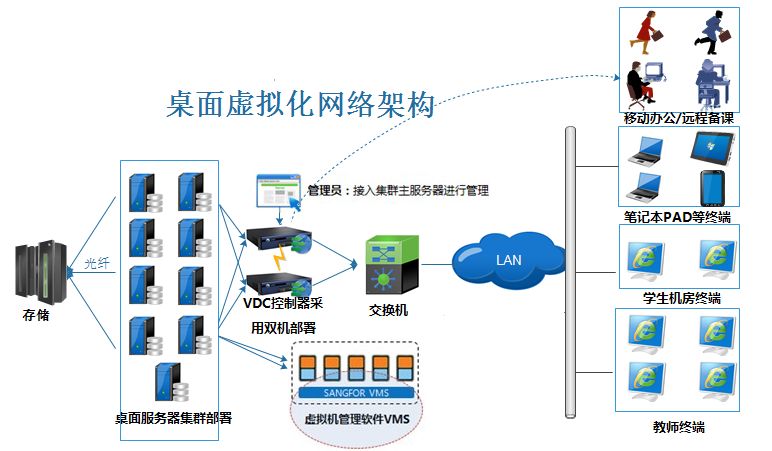 桌面虚拟化网络架构
移动办公/远程备课
管理员：接入集群主服务器进行管理
笔记本PAD等终端
光纤
LAN
存储
VDC控制器采
用双机部署
交换机
学生机房终端
SANGFOR VMS
桌面服务器集群部署
虚拟机管理软件VMS
教师终端